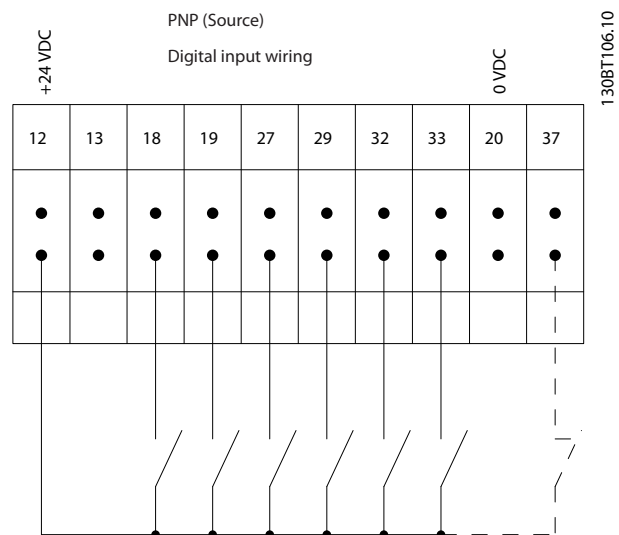 PNP (Source)
Digital input wiring
+24 VDC
0 VDC
130BT106.10
12 13 18 19 27 29 32 33 20 37